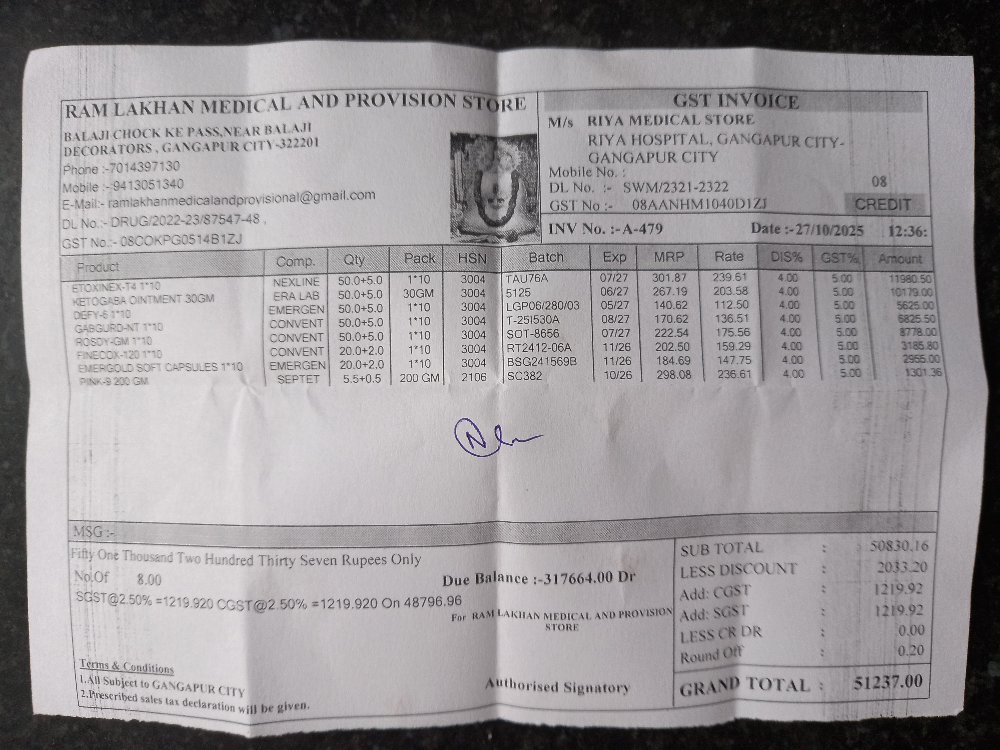 RAM LAKHAN MEDICAL AND PROVISION STORE
BALAJI CHOCK KE PASS,NEAR BALAJI
DECORATORS , GANGAPUR CITY-322201
Phone :-7014397130
Mobile :-9413051340
E-Mail:- ramlakhanmedicalandprovisional@gmail.com
DL No.:- DRUG/2022-23/87547-48 ,
GST No.:- 08COKPG0514B1ZJ
GST INVOICE
M/s RIYA MEDICAL STORE
RIYA HOSPITAL, GANGAPUR CITY-
GANGAPUR CITY
Mobile No. :
DL No. :- SWM/2321-2322 08
GST No :- 08AANHM1040D1ZJ CREDIT
INV No. :-A-479 Date :-27/10/2025 12:36:
Product Comp. Qty Pack HSN Batch Exp MRP Rate DIS% GST% Amount
ETOXINEX-T4 1*10 NEXLINE 50.0+5.0 1*10 3004 TAU76A 07/27 301.87 239.61 4.00 5.00 11980.50
KETOGABA OINTMENT 30GM ERA LAB 50.0+5.0 30GM 3004 5125 06/27 267.19 203.58 4.00 5.00 10179.00
DEFY-6 1*10 EMERGEN 50.0+5.0 1*10 3004 LGP06/280/03 05/27 140.62 112.50 4.00 5.00 5625.00
GABGURD-NT 1*10 CONVENT 50.0+5.0 1*10 3004 T-251530A 08/27 170.62 136.51 4.00 5.00 6825.50
ROSDY-GM 1*10 CONVENT 50.0+5.0 1*10 3004 SOT-8656 07/27 222.54 175.56 4.00 5.00 8778.00
FINECOX-120 1*10 CONVENT 20.0+2.0 1*10 3004 RT2412-06A 11/26 202.50 159.29 4.00 5.00 3185.80
EMERGOLD SOFT CAPSULES 1*10 EMERGEN 20.0+2.0 1*10 3004 BSG241569B 11/26 184.69 147.75 4.00 5.00 2955.00
PINK-9 200 GM SEPTET 5.5+0.5 200 GM 2106 SC382 10/26 298.08 236.61 4.00 5.00 1301.36
MSG :-
Fifty One Thousand Two Hundred Thirty Seven Rupees Only
No.Of 8.00 Due Balance :-317664.00 Dr
SGST@2.50% =1219.920 CGST@2.50% =1219.920 On 48796.96
For RAM LAKHAN MEDICAL AND PROVISION
STORE
Terms & Conditions
1.All Subject to GANGAPUR CITY
2.Prescribed sales tax declaration will be given.
Authorised Signatory
SUB TOTAL : 50830.16
LESS DISCOUNT : 2033.20
Add: CGST : 1219.92
Add: SGST : 1219.92
LESS CR DR : 0.00
Round Off : 0.20
GRAND TOTAL : 51237.00